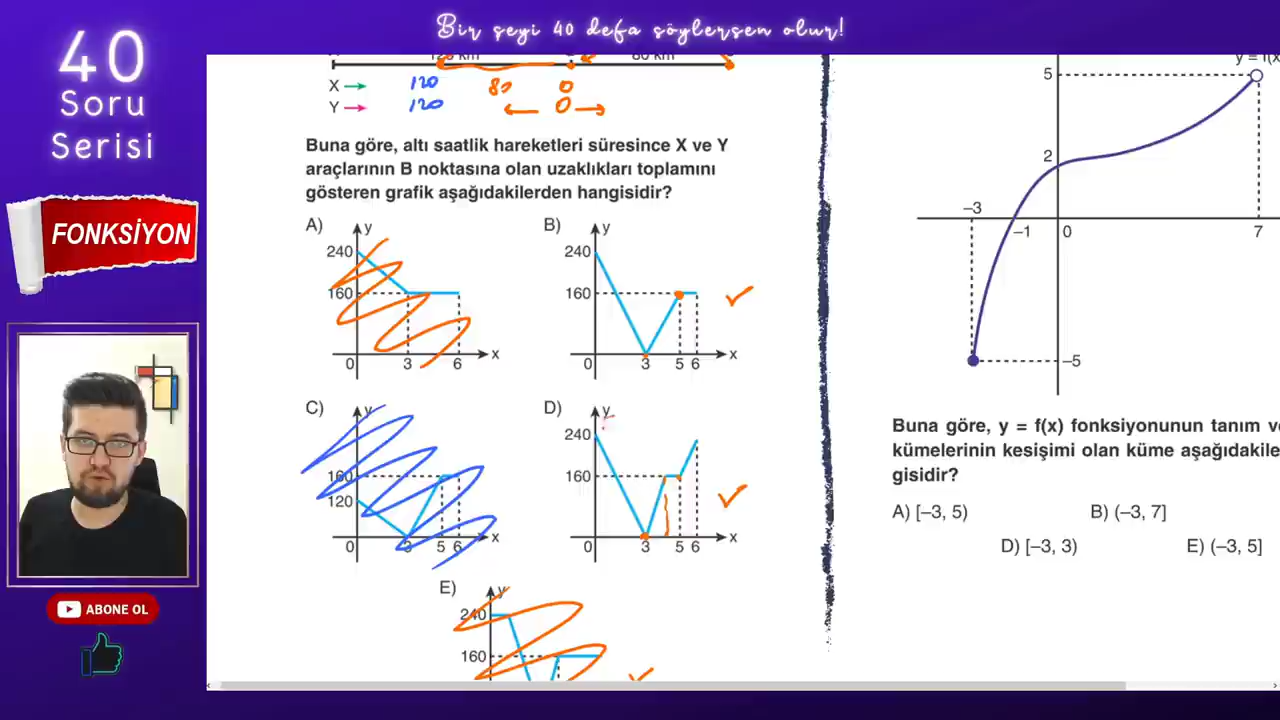 Bir şeyi 40 defa söylersen olur!
40
Soru
Serisi
FONKSİYON
ABONE OL
80 km
X → 120 80 0
Y → 120 0
Buna göre, altı saatlik hareketleri süresince X ve Y
araçlarının B noktasına olan uzaklıkları toplamını
gösteren grafik aşağıdakilerden hangisidir?
A) y 240 160 0 3 6 x
B) y 240 160 0 3 5 6 x
C) y 160 120 0 3 5 6 x
D) y 240 160 0 3 5 6 x
E) y 240 160
y = f(x
5
2
–3 –1 0 7
–5
Buna göre, y = f(x) fonksiyonunun tanım v
kümelerinin kesişimi olan küme aşağıdakile
gisidir?
A) [–3, 5) B) (–3, 7]
D) [–3, 3) E) (–3, 5]